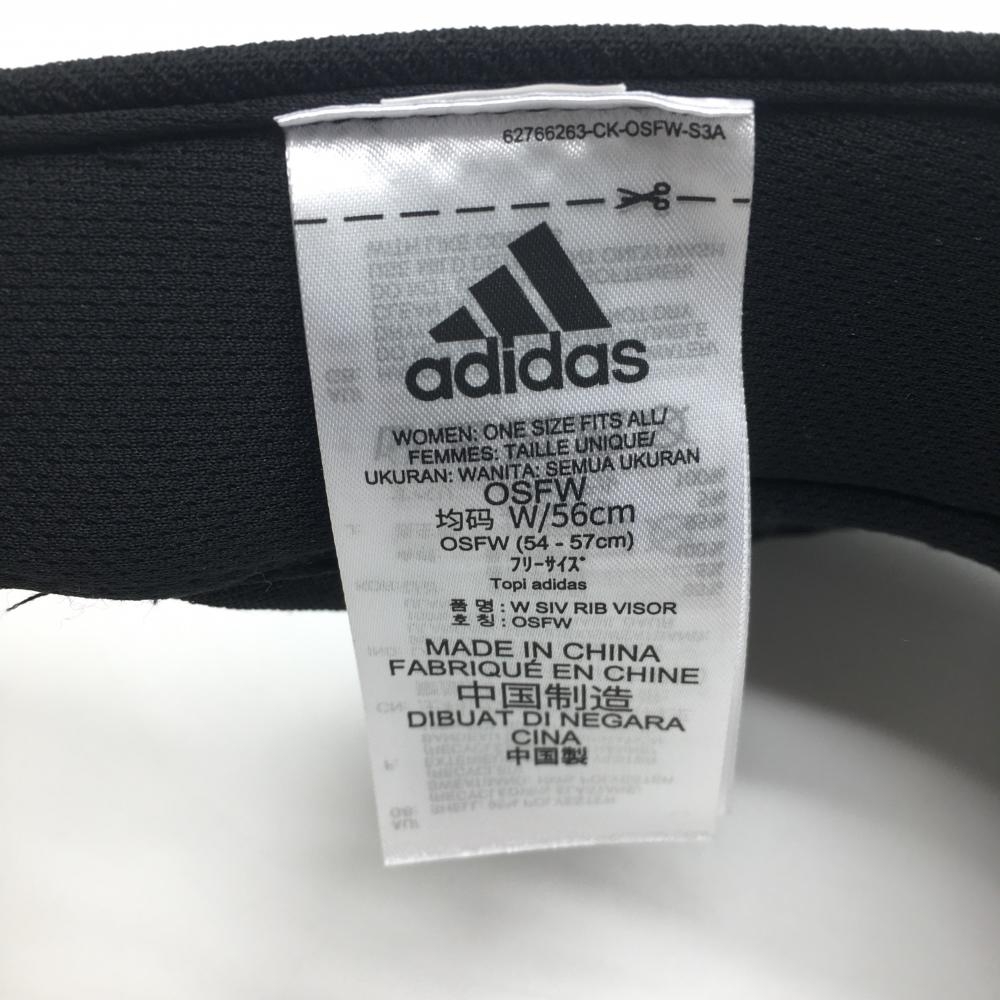 62766263-CK-OSFW-S3A
adidas
WOMEN: ONE SIZE FITS ALL/
FEMMES: TAILLE UNIQUE/
UKURAN: WANITA: SEMUA UKURAN
OSFW
均码 W/56cm
OSFW (54 - 57cm)
フリーサイズ
Topi adidas
품 명 : W SIV RIB VISOR
호 칭 : OSFW
MADE IN CHINA
FABRIQUÉ EN CHINE
中国制造
DIBUAT DI NEGARA
CINA
中国製